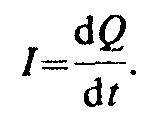 I = dQ/dt.